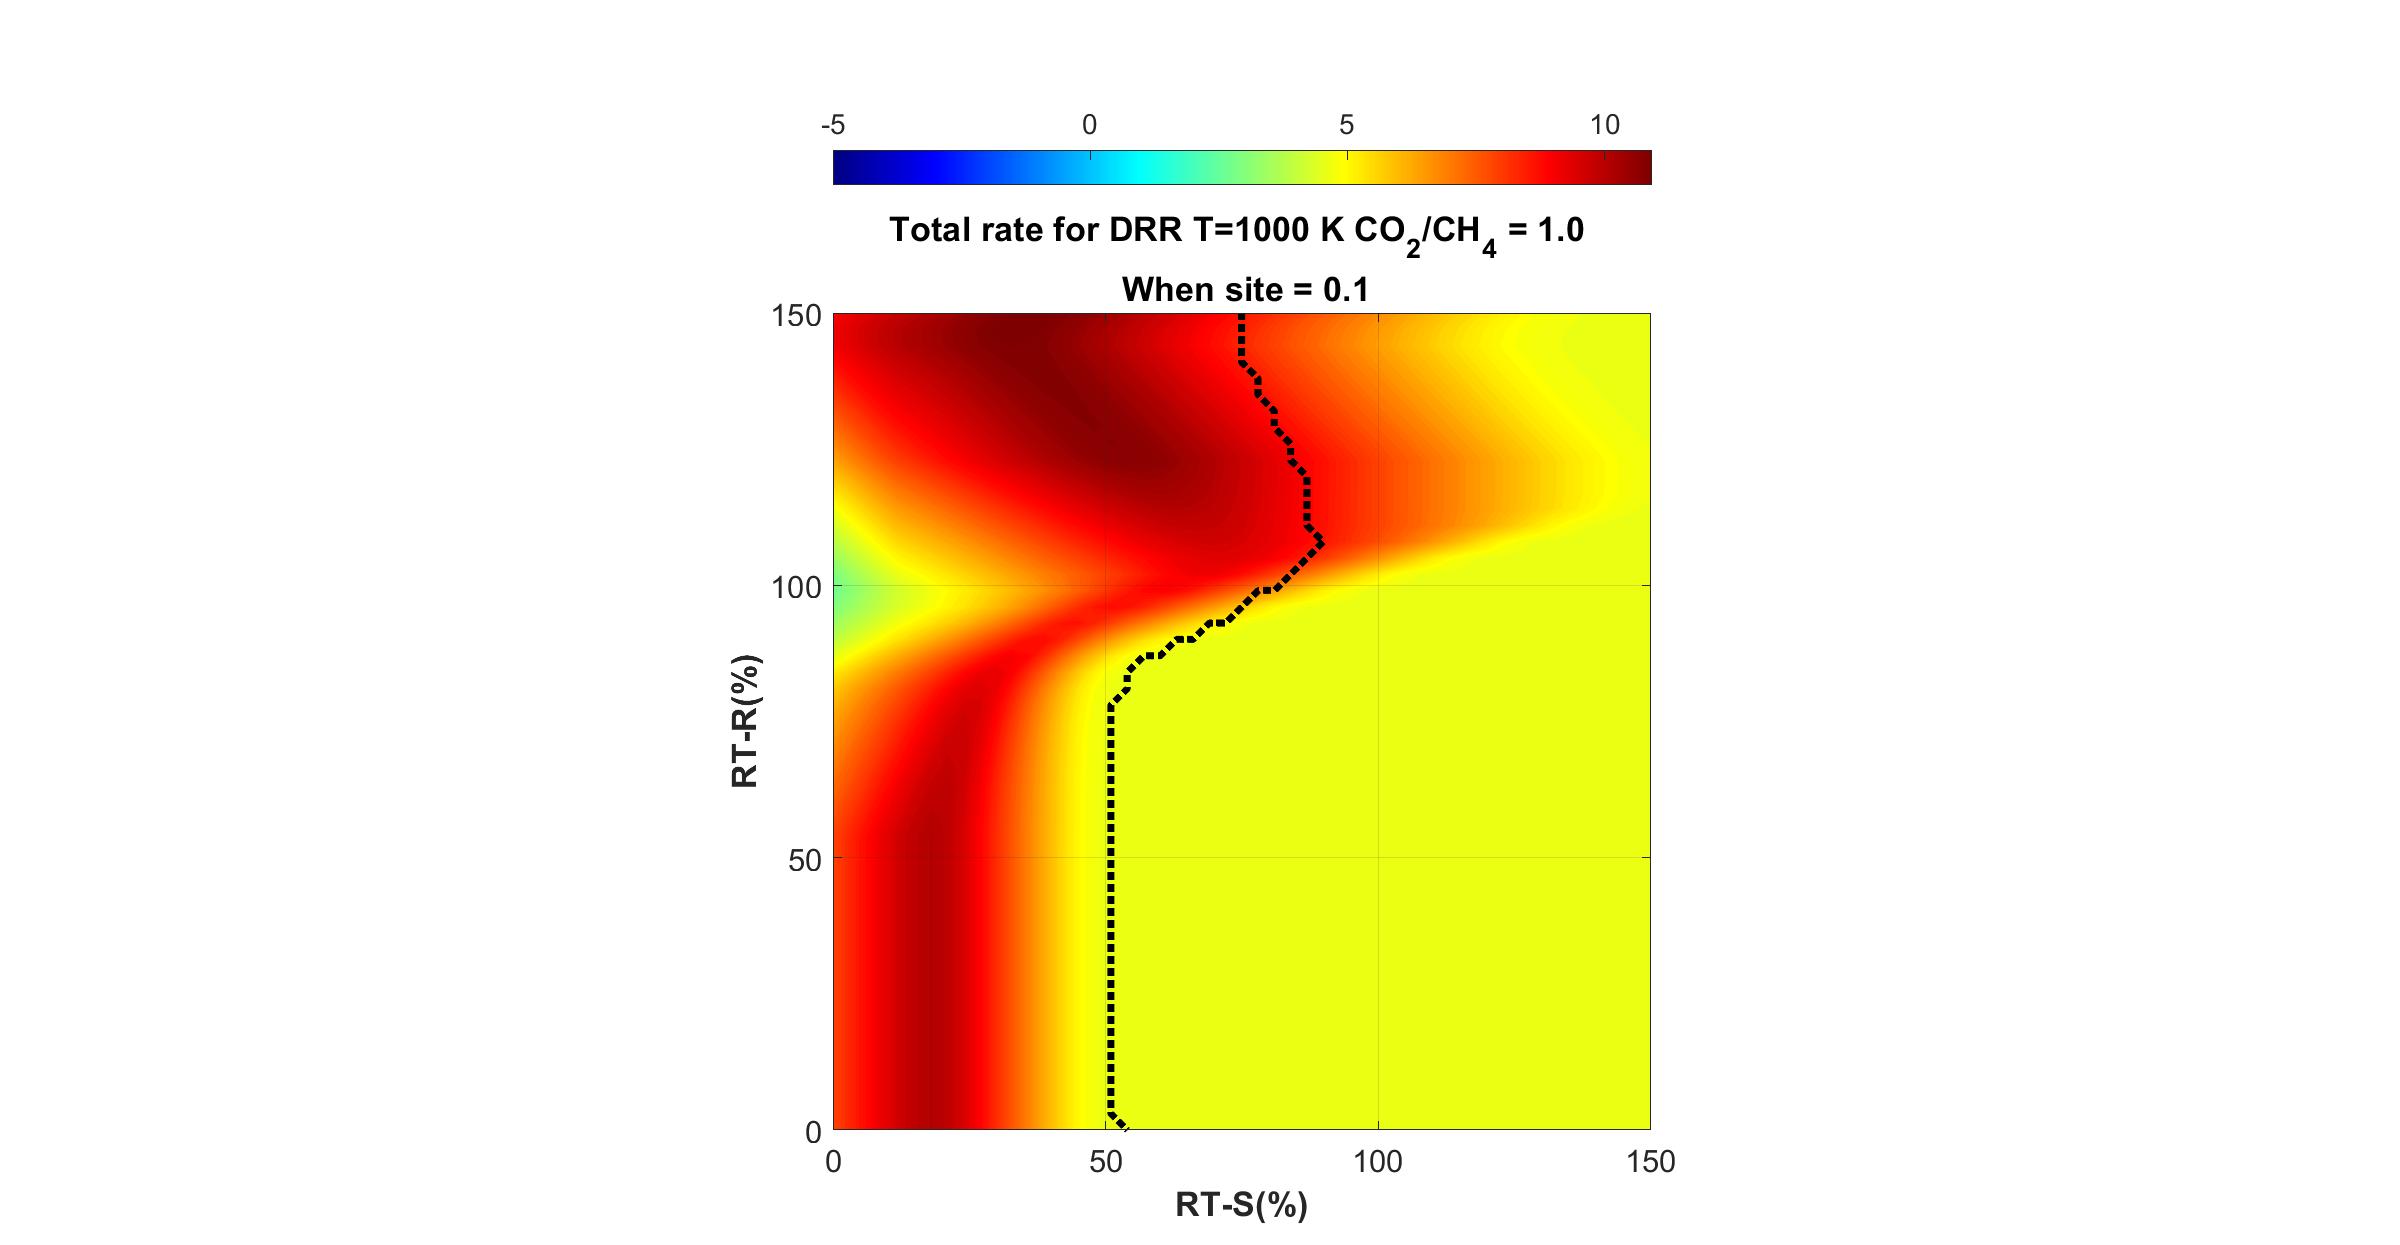 -5 0 5 10
Total rate for DRR T=1000 K CO₂/CH₄ = 1.0
When site = 0.1
150
100
50
0
RT-R(%)
0 50 100 150
RT-S(%)